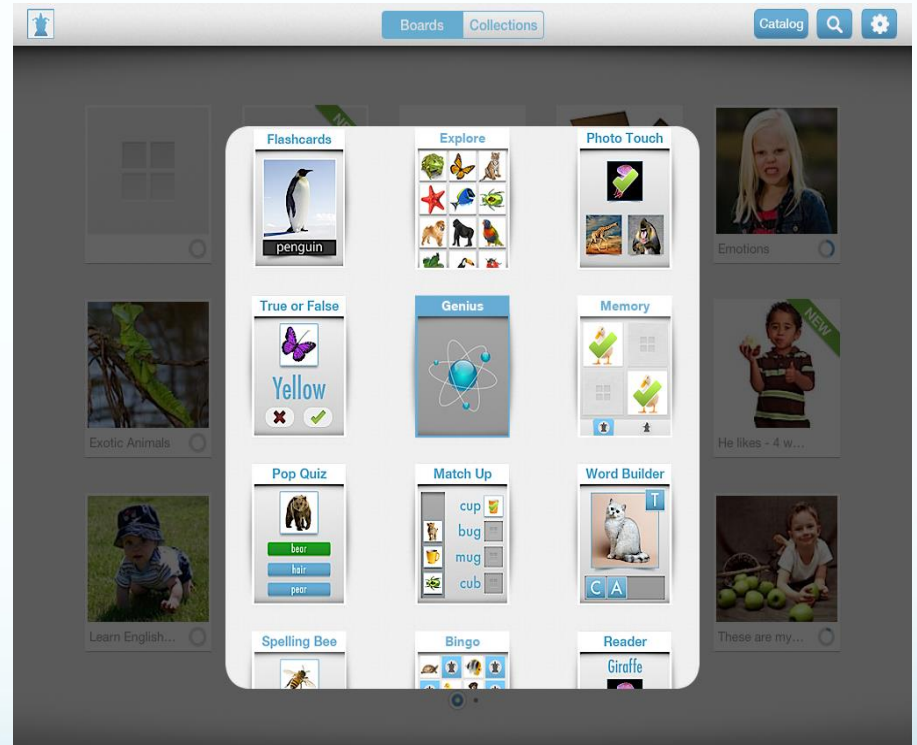 Boards Collections Catalog
NEW
Flashcards Explore Photo Touch
penguin
Emotions
True or False Genius Memory
Yellow
NEW
Exotic Animals
He likes - 4 w...
Pop Quiz Match Up Word Builder
bear
hair
pear
cup
bug
mug
cub
T
C A
Learn English...
These are my...
Spelling Bee Bingo Reader
Giraffe